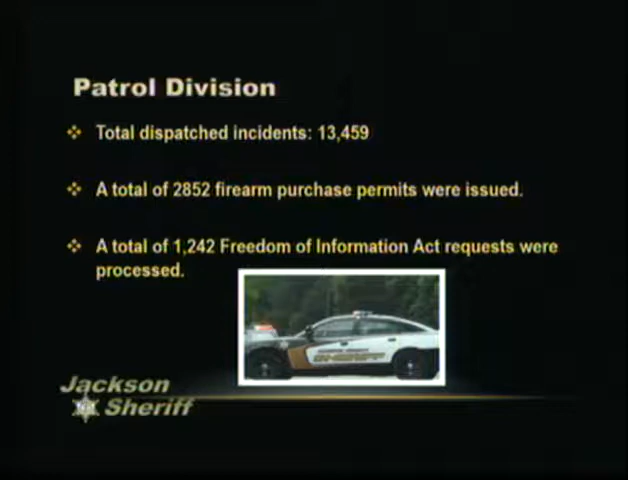 Patrol Division
Total dispatched incidents: 13,459
A total of 2852 firearm purchase permits were issued.
A total of 1,242 Freedom of Information Act requests were
processed.
SHERIFF
Jackson
Sheriff